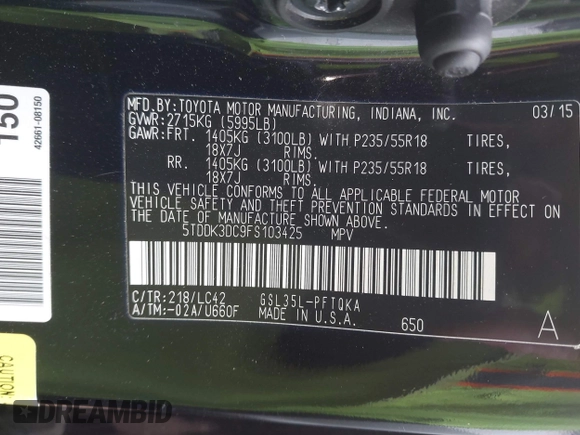 MFD.BY:TOYOTA MOTOR MANUFACTURING, INDIANA, INC. 03/15
GVWR:2715KG (5995LB)
GAWR:FRT. 1405KG (3100LB) WITH P235/55R18 TIRES,
18X7J RIMS.
RR. 1405KG (3100LB) WITH P235/55R18 TIRES,
18X7J RIMS.
THIS VEHICLE CONFORMS TO ALL APPLICABLE FEDERAL MOTOR
VEHICLE SAFETY AND THEFT PREVENTION STANDARDS IN EFFECT ON
THE DATE OF MANUFACTURE SHOWN ABOVE.
5TDDK3DC9FS103425 MPV
C/TR:218/LC42 GSL35L-PFTQKA
A/TM:-02A/U660F MADE IN U.S.A. 650 A
150
42661-08150
CAUTION
DREAMBID